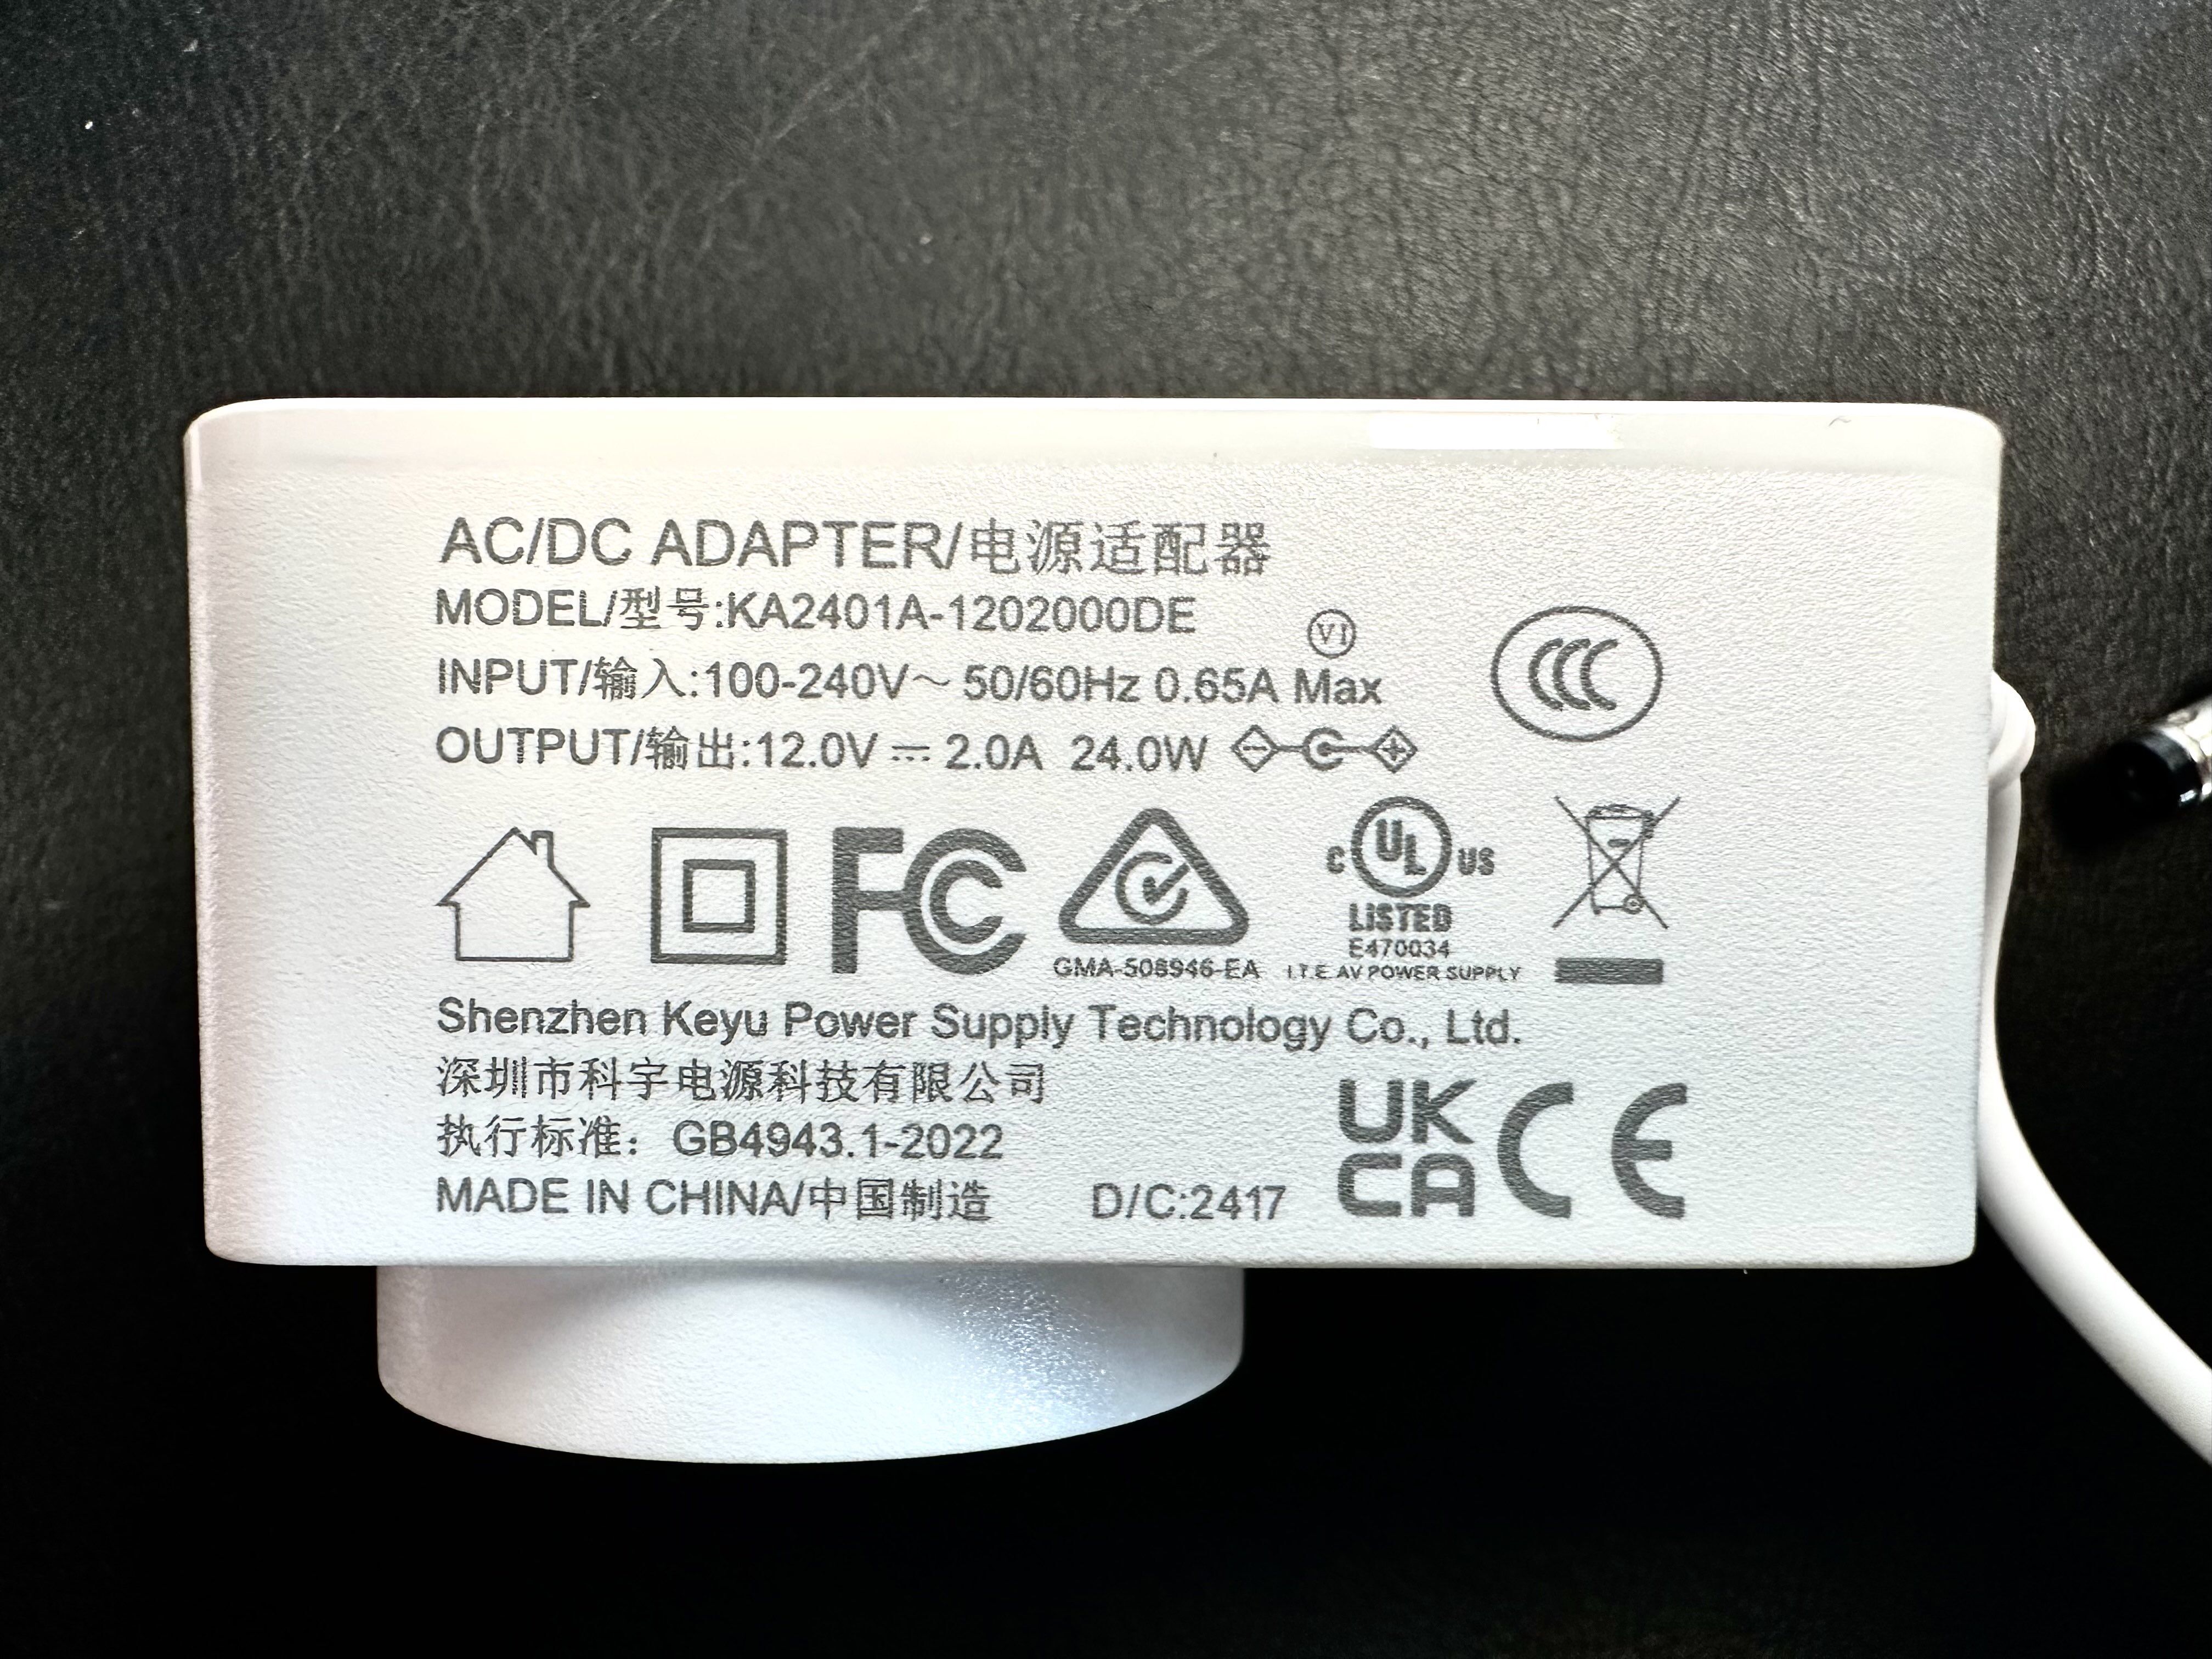 AC/DC ADAPTER/电源适配器
MODEL/型号:KA2401A-1202000DE
VI
INPUT/输入:100-240V～ 50/60Hz 0.65A Max
CCC
OUTPUT/输出:12.0V ⎓ 2.0A 24.0W
FC
GMA-506946-EA
C UL US
LISTED
E470034
I.T.E. AV POWER SUPPLY
Shenzhen Keyu Power Supply Technology Co., Ltd.
深圳市科宇电源科技有限公司
执行标准：GB4943.1-2022
MADE IN CHINA/中国制造 D/C:2417
UK
CA
CE